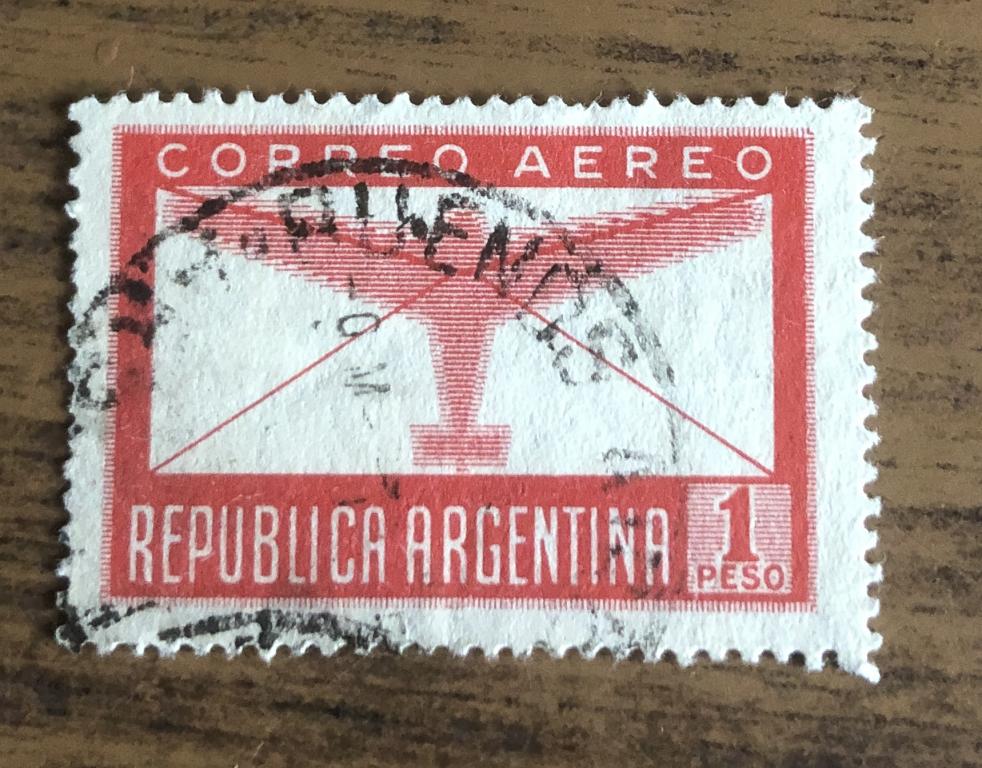 CORREO AEREO
REPUBLICA ARGENTINA
1
PESO